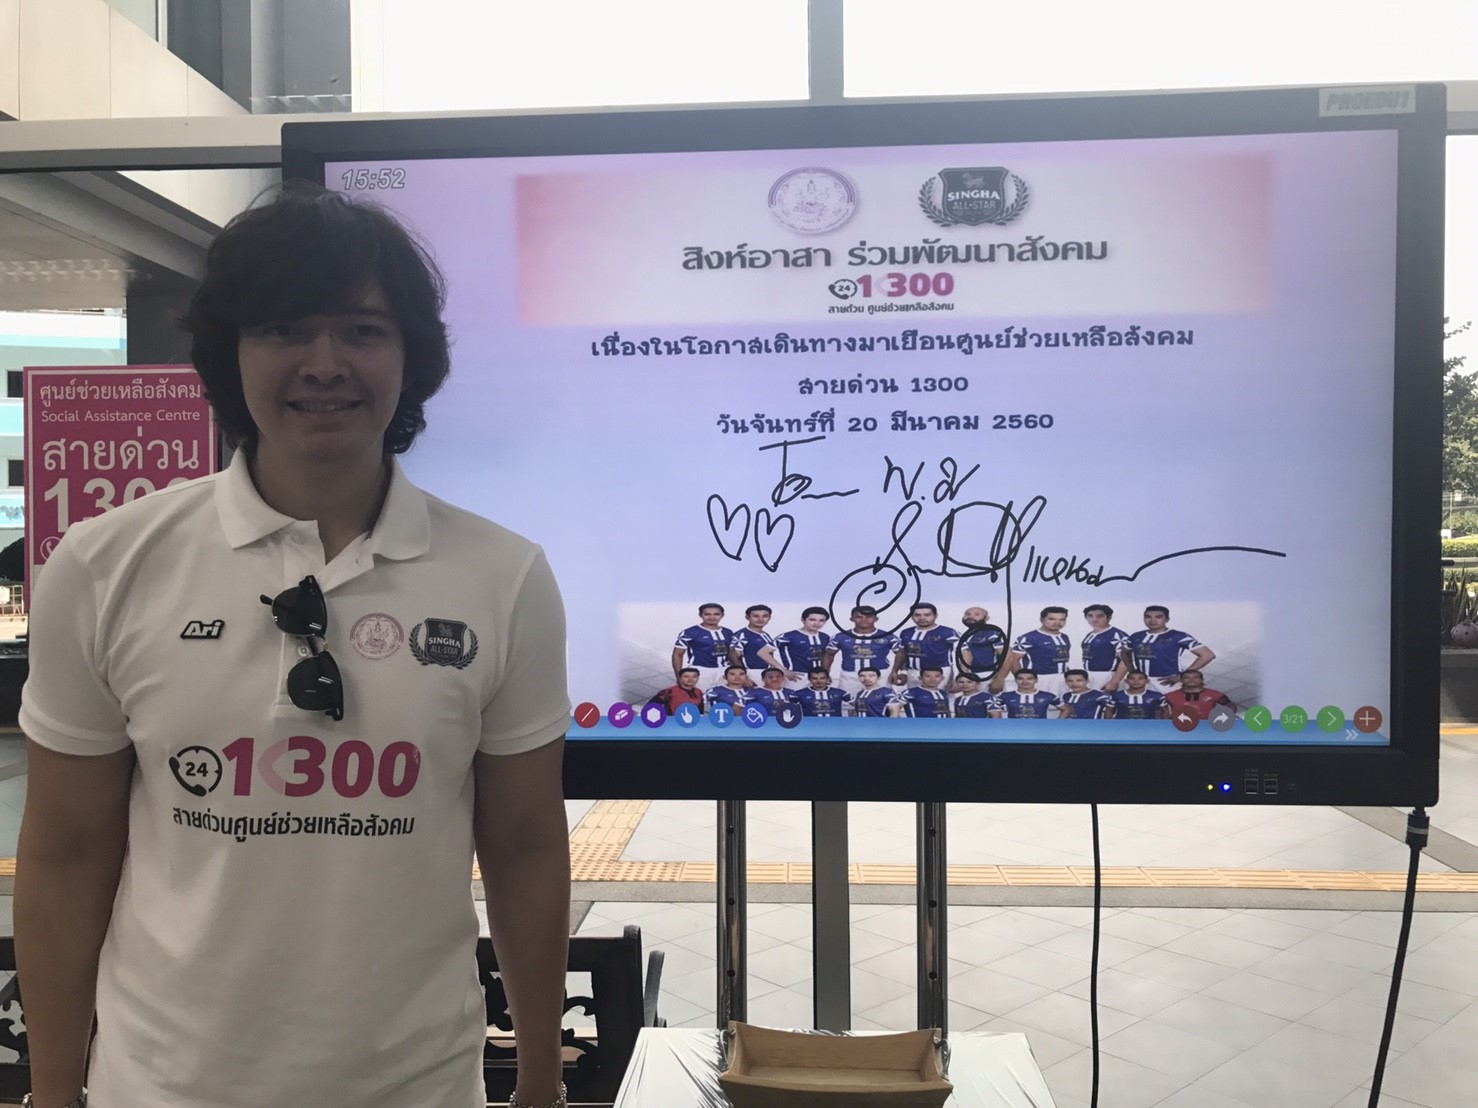 PROEDU1
15:52
SINGHA
ALL-STAR
สิงห์อาสา ร่วมพัฒนาสังคม
24 1300
สายด่วน ศูนย์ช่วยเหลือสังคม
เนื่องในโอกาสเดินทางมาเยือนศูนย์ช่วยเหลือสังคม
สายด่วน 1300
วันจันทร์ที่ 20 มีนาคม 2560
พ.ม
T
3/21
ศูนย์ช่วยเหลือสังคม
Social Assistance Centre
สายด่วน
1300
Ari
SINGHA
ALL-STAR
24 1300
สายด่วนศูนย์ช่วยเหลือสังคม